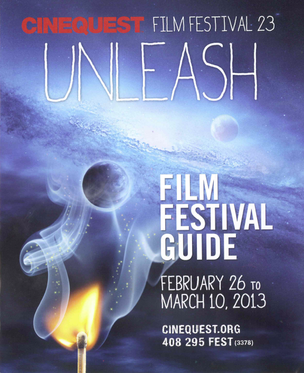 CINEQUEST FILM FESTIVAL 23
UNLEASH
FILM
FESTIVAL
GUIDE
FEBRUARY 26 TO
MARCH 10, 2013
CINEQUEST.ORG
408 295 FEST (3378)